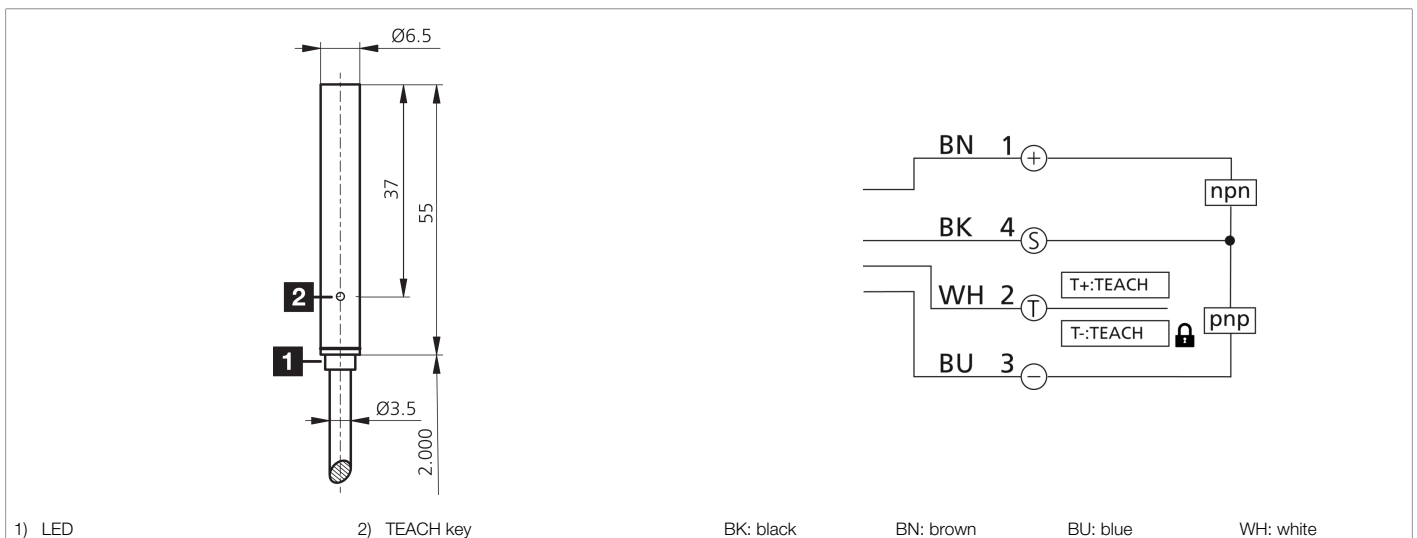 Ø6.5
37
55
2
1
Ø3.5
2.000
BN 1 +
npn
BK 4 S
T+:TEACH
WH 2 T
pnp
T-:TEACH
BU 3 −
1) LED 2) TEACH key BK: black BN: brown BU: blue WH: white